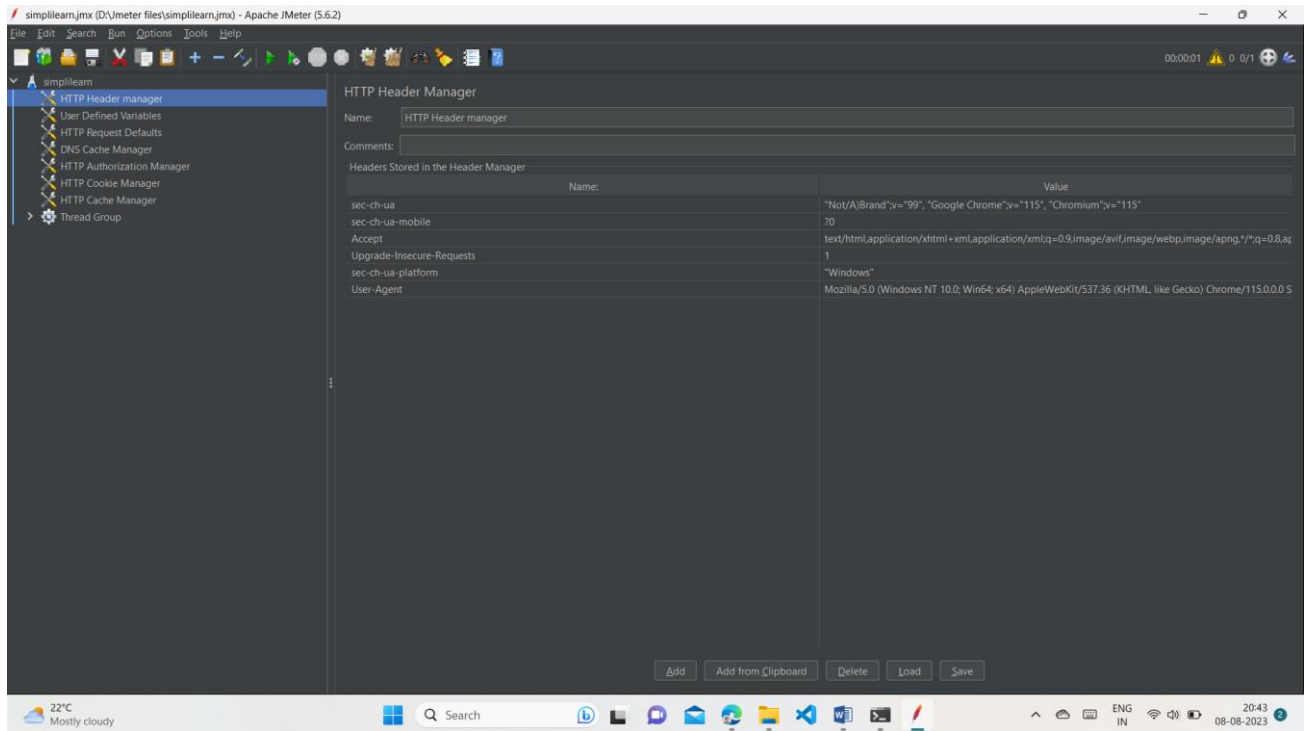 simplilearn.jmx (D:\Jmeter files\simplilearn.jmx) - Apache JMeter (5.6.2)
File Edit Search Run Options Tools Help
00:00:01 0 0/1
simplilearn
HTTP Header manager
User Defined Variables
HTTP Request Defaults
DNS Cache Manager
HTTP Authorization Manager
HTTP Cookie Manager
HTTP Cache Manager
Thread Group
HTTP Header Manager
Name: HTTP Header manager
Comments:
Headers Stored in the Header Manager
Name: Value
sec-ch-ua "Not/A)Brand";v="99", "Google Chrome";v="115", "Chromium";v="115"
sec-ch-ua-mobile ?0
Accept text/html,application/xhtml+xml,application/xml;q=0.9,image/avif,image/webp,image/apng,*/*;q=0.8,ap
Upgrade-Insecure-Requests 1
sec-ch-ua-platform "Windows"
User-Agent Mozilla/5.0 (Windows NT 10.0; Win64; x64) AppleWebKit/537.36 (KHTML, like Gecko) Chrome/115.0.0.0 S
Add Add from Clipboard Delete Load Save
22°C
Mostly cloudy
Search
ENG
IN
20:43
08-08-2023
2